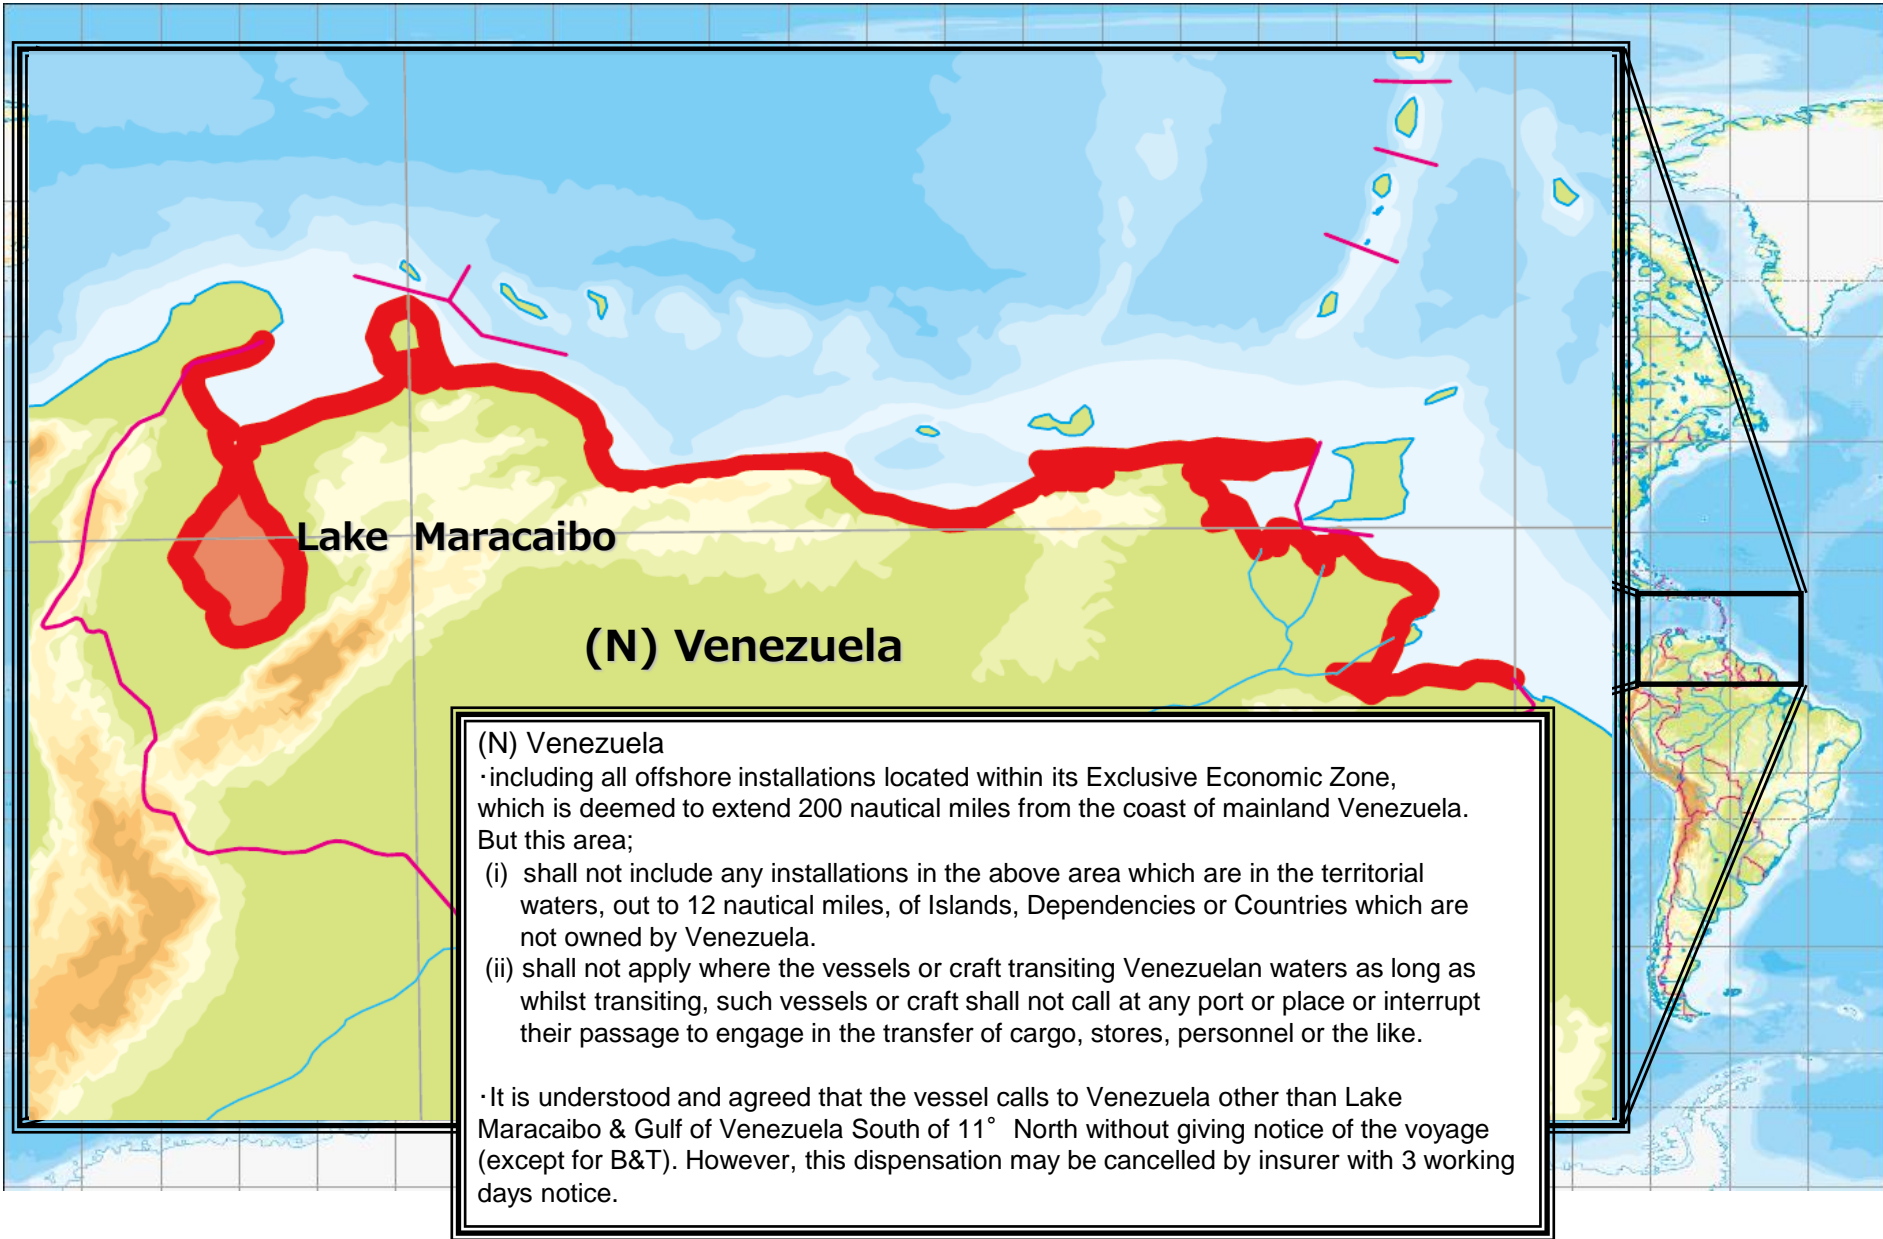 Lake Maracaibo
(N) Venezuela
(N) Venezuela
･including all offshore installations located within its Exclusive Economic Zone,
which is deemed to extend 200 nautical miles from the coast of mainland Venezuela.
But this area;
(i) shall not include any installations in the above area which are in the territorial
waters, out to 12 nautical miles, of Islands, Dependencies or Countries which are
not owned by Venezuela.
(ii) shall not apply where the vessels or craft transiting Venezuelan waters as long as
whilst transiting, such vessels or craft shall not call at any port or place or interrupt
their passage to engage in the transfer of cargo, stores, personnel or the like.
･It is understood and agreed that the vessel calls to Venezuela other than Lake
Maracaibo & Gulf of Venezuela South of 11° North without giving notice of the voyage
(except for B&T). However, this dispensation may be cancelled by insurer with 3 working
days notice.